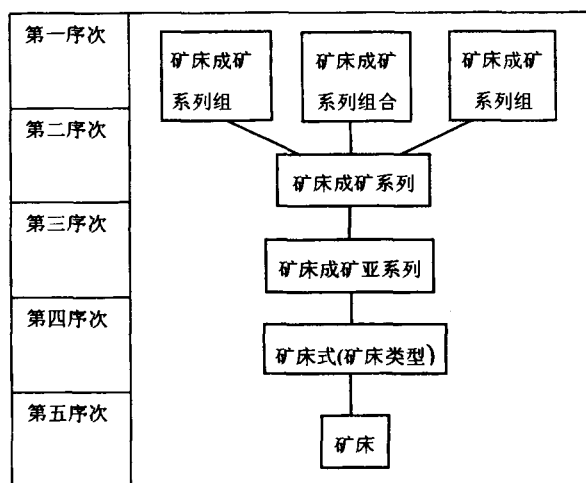 第一序次
矿床成矿
系列组
矿床成矿
系列组合
矿床成矿
系列组
第二序次
矿床成矿系列
第三序次
矿床成矿亚系列
第四序次
矿床式(矿床类型)
第五序次
矿床